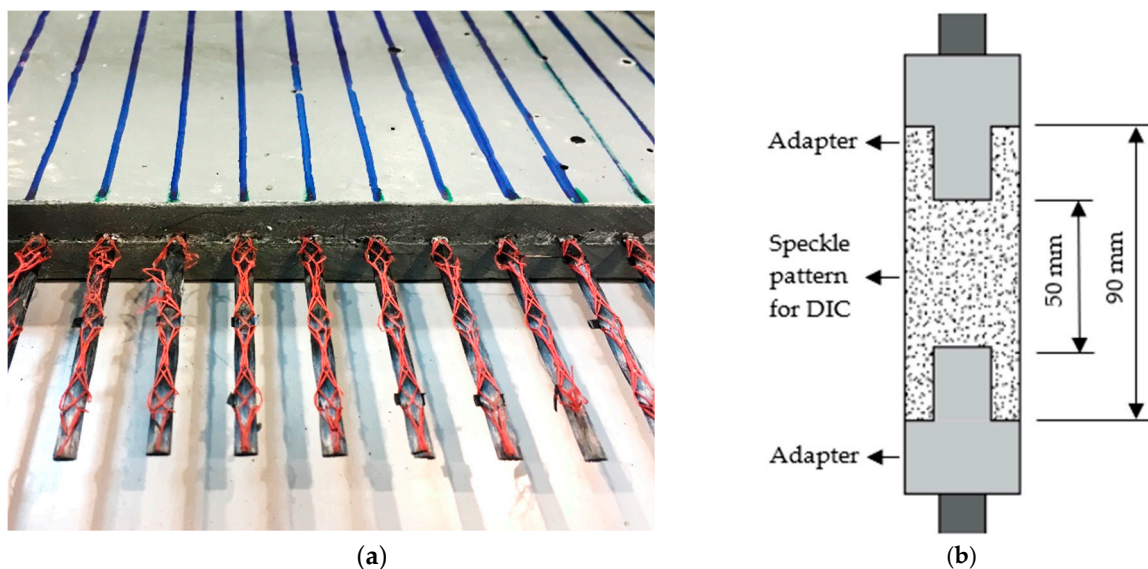 Adapter
Speckle
pattern
for DIC
50 mm
90 mm
Adapter
(a)
(b)